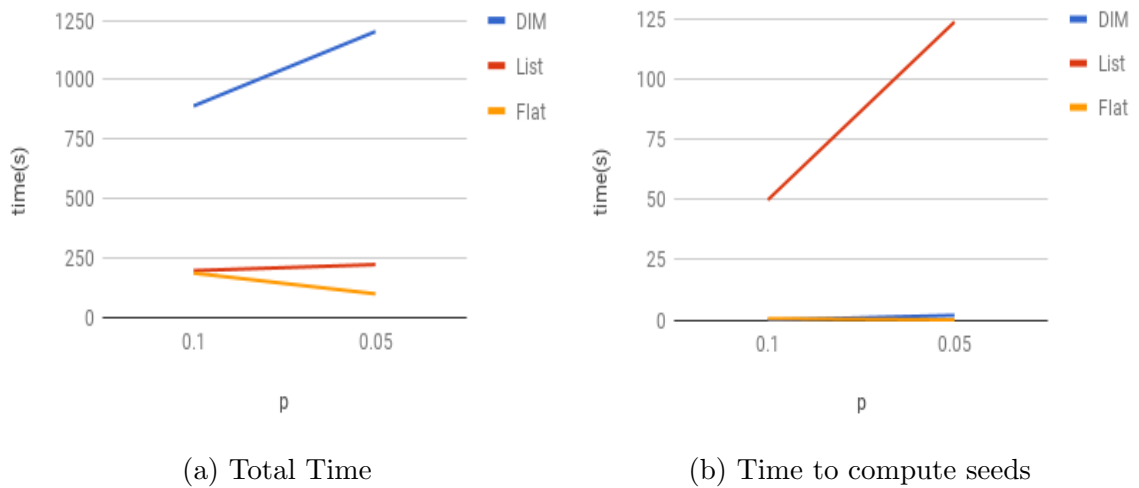 1250
1000
750
500
250
0
time(s)
0.1
0.05
p
DIM
List
Flat
(a) Total Time
125
100
75
50
25
0
time(s)
0.1
0.05
p
DIM
List
Flat
(b) Time to compute seeds